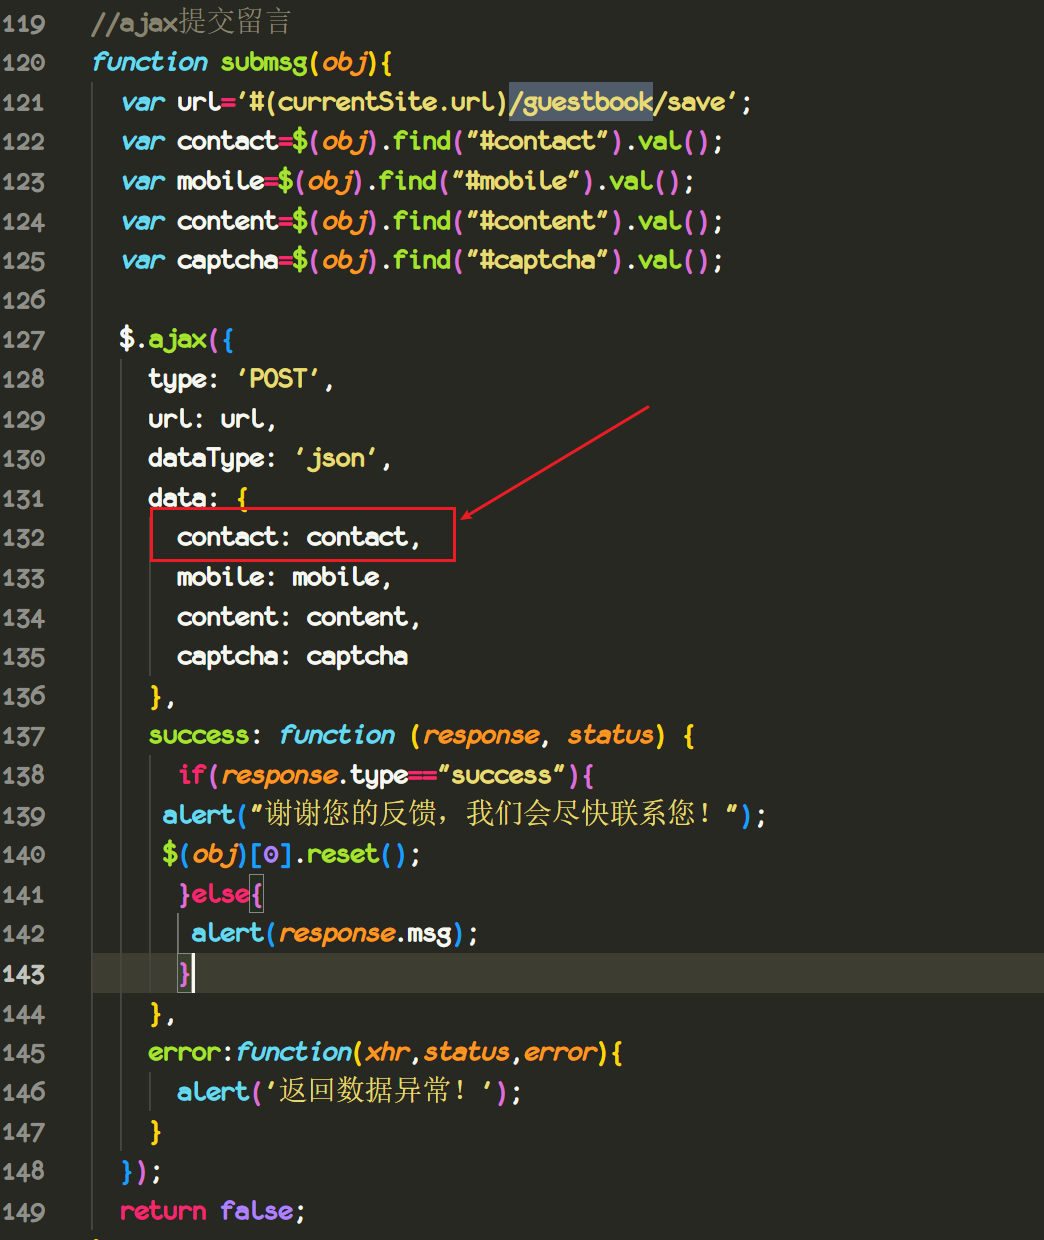 119 //ajax提交留言
120 function submsg(obj){
121 var url='#(currentSite.url)/guestbook/save';
122 var contact=$(obj).find("#contact").val();
123 var mobile=$(obj).find("#mobile").val();
124 var content=$(obj).find("#content").val();
125 var captcha=$(obj).find("#captcha").val();
126
127 $.ajax({
128 type: 'POST',
129 url: url,
130 dataType: 'json',
131 data: {
132 contact: contact,
133 mobile: mobile,
134 content: content,
135 captcha: captcha
136 },
137 success: function (response, status) {
138 if(response.type=="success"){
139 alert("谢谢您的反馈，我们会尽快联系您！");
140 $(obj)[0].reset();
141 }else{
142 alert(response.msg);
143 }
144 },
145 error:function(xhr,status,error){
146 alert('返回数据异常！');
147 }
148 });
149 return false;